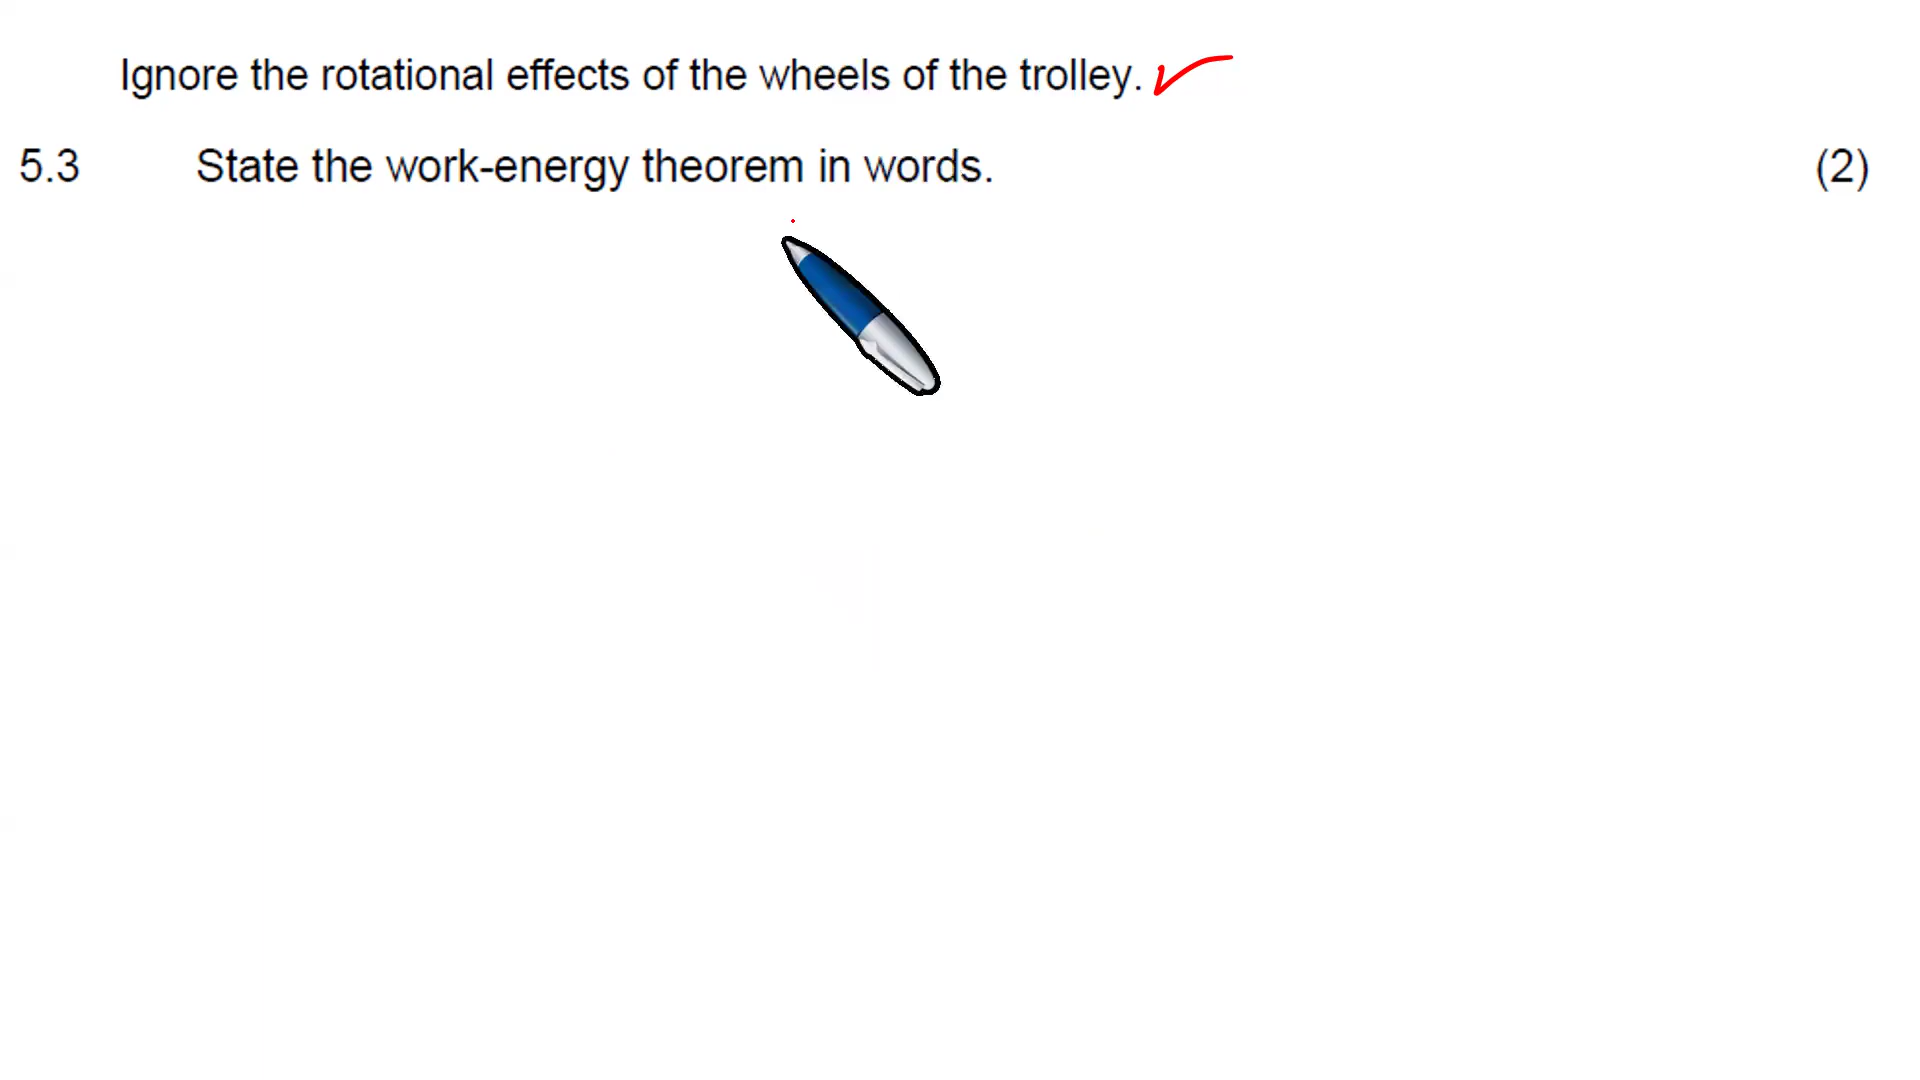 Ignore the rotational effects of the wheels of the trolley.
5.3 State the work-energy theorem in words. (2)